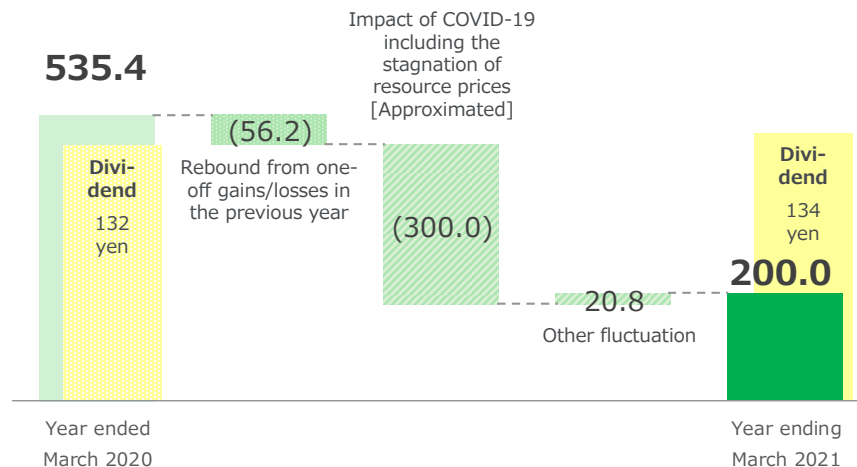 Impact of COVID-19
including the
stagnation of
resource prices
[Approximated]
535.4
(56.2)
Rebound from one-
off gains/losses in
the previous year
Divi-
dend
132
yen
(300.0)
20.8
Other fluctuation
Divi-
dend
134
yen
200.0
Year ended
March 2020
Year ending
March 2021